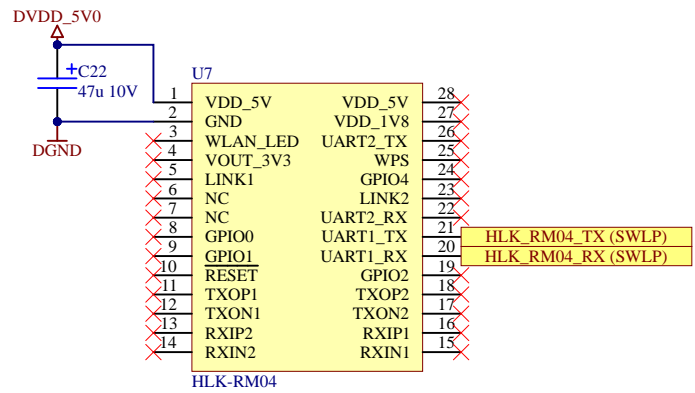 DVDD_5V0
+C22
47u 10V
DGND
U7
1 VDD_5V VDD_5V 28
2 GND VDD_1V8 27
3 WLAN_LED UART2_TX 26
4 VOUT_3V3 WPS 25
5 LINK1 GPIO4 24
6 NC LINK2 23
7 NC UART2_RX 22
8 GPIO0 UART1_TX 21 HLK_RM04_TX (SWLP)
9 GPIO1 UART1_RX 20 HLK_RM04_RX (SWLP)
10 RESET GPIO2 19
11 TXOP1 TXOP2 18
12 TXON1 TXON2 17
13 RXIP2 RXIP1 16
14 RXIN2 RXIN1 15
HLK-RM04